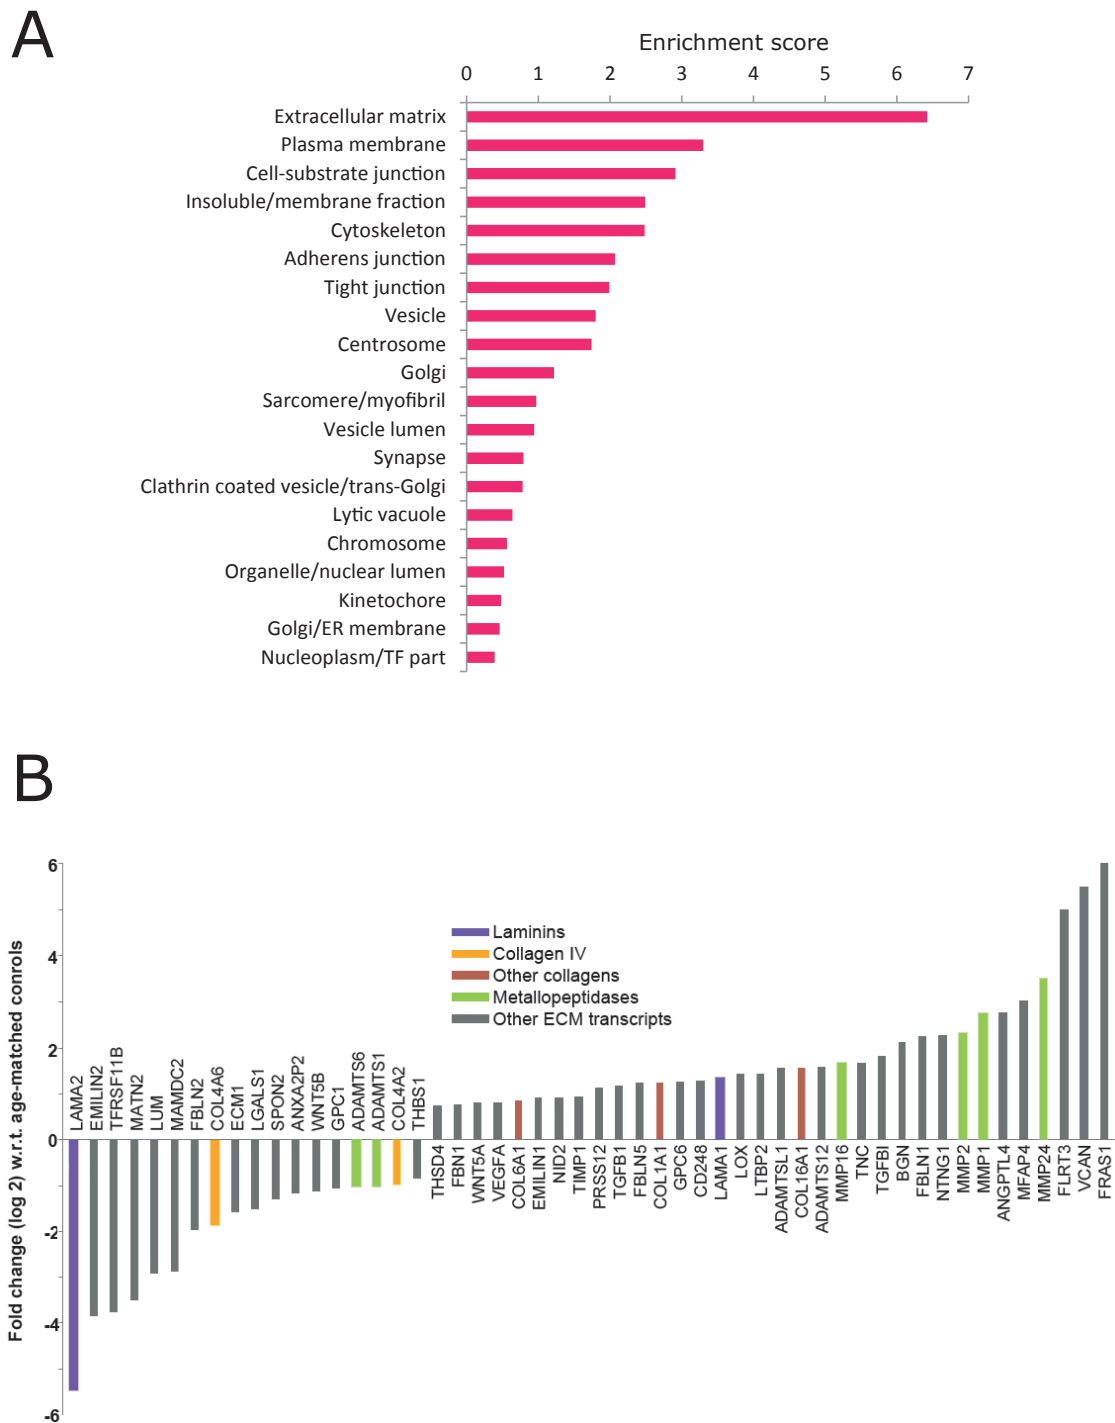 A
Enrichment score
0 1 2 3 4 5 6 7
Extracellular matrix
Plasma membrane
Cell-substrate junction
Insoluble/membrane fraction
Cytoskeleton
Adherens junction
Tight junction
Vesicle
Centrosome
Golgi
Sarcomere/myofibril
Vesicle lumen
Synapse
Clathrin coated vesicle/trans-Golgi
Lytic vacuole
Chromosome
Organelle/nuclear lumen
Kinetochore
Golgi/ER membrane
Nucleoplasm/TF part
B
Fold change (log 2) w.r.t. age-matched conrols
6
4
2
0
-2
-4
-6
Laminins
Collagen IV
Other collagens
Metallopeptidases
Other ECM transcripts
LAMA2
EMILIN2
TFRSF11B
MATN2
LUM
MAMDC2
FBLN2
COL4A6
ECM1
LGALS1
SPON2
ANXA2P2
WNT5B
GPC1
ADAMTS6
ADAMTS1
COL4A2
THBS1
THSD4
FBN1
WNT5A
VEGFA
COL6A1
EMILIN1
NID2
TIMP1
PRSS12
TGFB1
FBLN5
COL1A1
GPC6
CD248
LAMA1
LOX
LTBP2
ADAMTSL1
COL16A1
ADAMTS12
MMP16
TNC
TGFBI
BGN
FBLN1
NTNG1
MMP2
MMP1
ANGPTL4
MFAP4
MMP24
FLRT3
VCAN
FRAS1